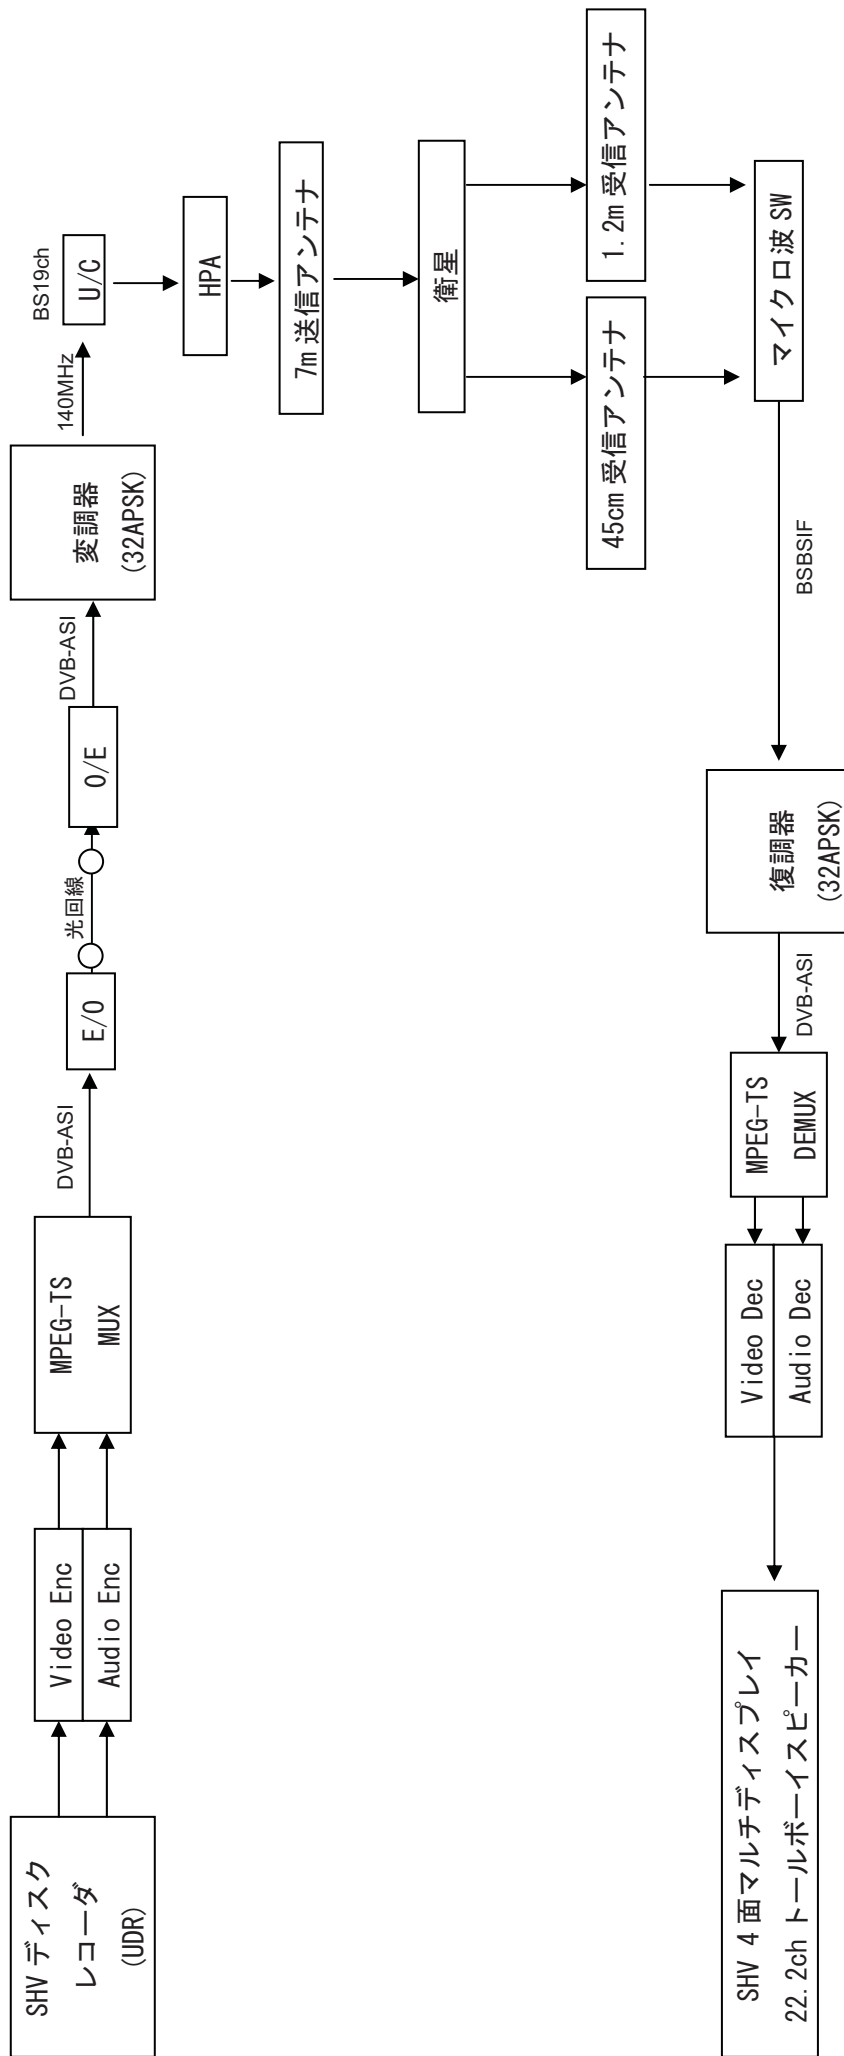 SHV ディスク
レコーダ
(UDR)
Video Enc
Audio Enc
MPEG-TS
MUX
DVB-ASI
E/O
光回線
O/E
DVB-ASI
変調器
(32APSK)
140MHz
BS19ch
U/C
HPA
7m 送信アンテナ
衛星
45cm 受信アンテナ
1.2m 受信アンテナ
マイクロ波 SW
BSBSIF
復調器
(32APSK)
DVB-ASI
MPEG-TS
DEMUX
Video Dec
Audio Dec
SHV 4 面マルチディスプレイ
22.2ch トールボーイスピーカー